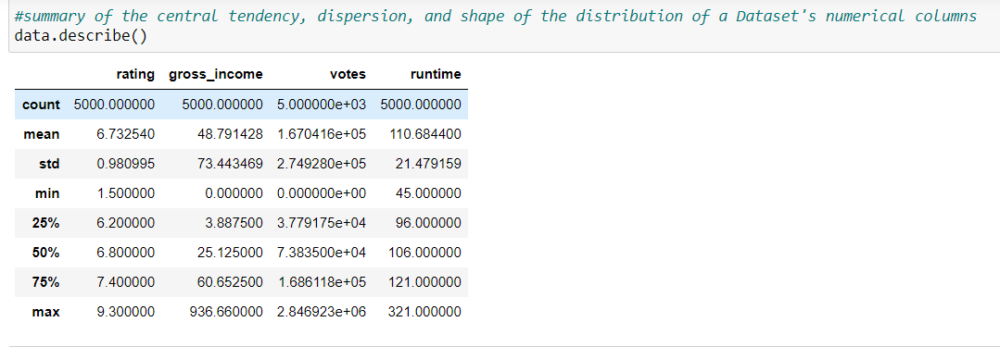 #summary of the central tendency, dispersion, and shape of the distribution of a Dataset's numerical columns
data.describe()
rating gross_income votes runtime
count 5000.000000 5000.000000 5.000000e+03 5000.000000
mean 6.732540 48.791428 1.670416e+05 110.684400
std 0.980995 73.443469 2.749280e+05 21.479159
min 1.500000 0.000000 0.000000e+00 45.000000
25% 6.200000 3.887500 3.779175e+04 96.000000
50% 6.800000 25.125000 7.383500e+04 106.000000
75% 7.400000 60.652500 1.686118e+05 121.000000
max 9.300000 936.660000 2.846923e+06 321.000000